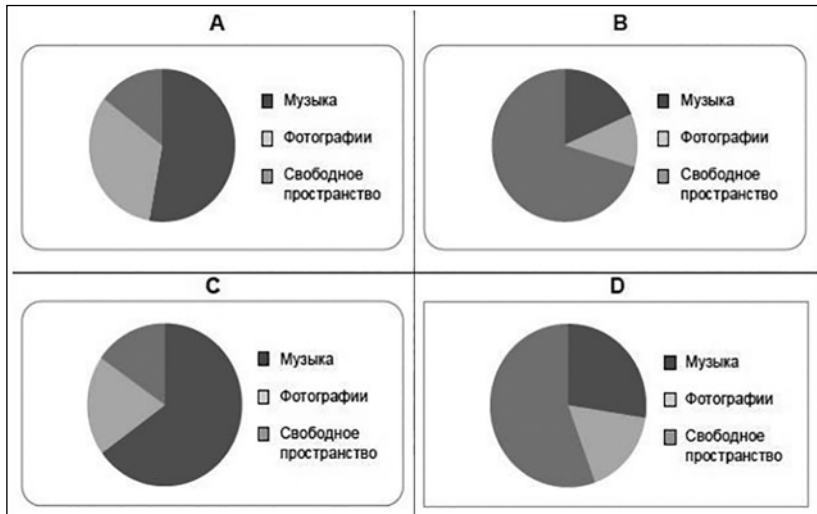 A
Музыка
Фотографии
Свободное
пространство
B
Музыка
Фотографии
Свободное
пространство
C
Музыка
Фотографии
Свободное
пространство
D
Музыка
Фотографии
Свободное
пространство